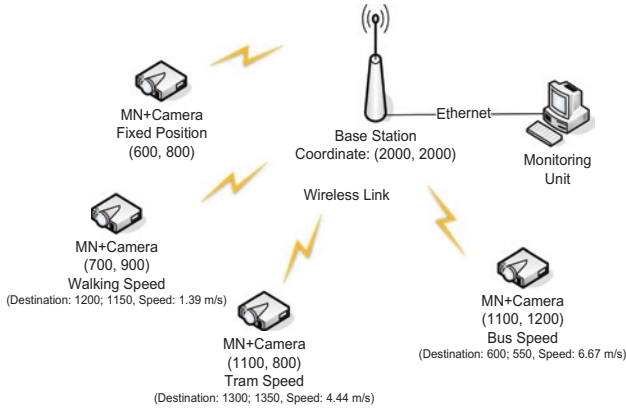 MN+Camera
Fixed Position
(600, 800)
Base Station
Coordinate: (2000, 2000)
Ethernet
Monitoring
Unit
Wireless Link
MN+Camera
(700, 900)
Walking Speed
(Destination: 1200; 1150, Speed: 1.39 m/s)
MN+Camera
(1100, 800)
Tram Speed
(Destination: 1300; 1350, Speed: 4.44 m/s)
MN+Camera
(1100, 1200)
Bus Speed
(Destination: 600; 550, Speed: 6.67 m/s)